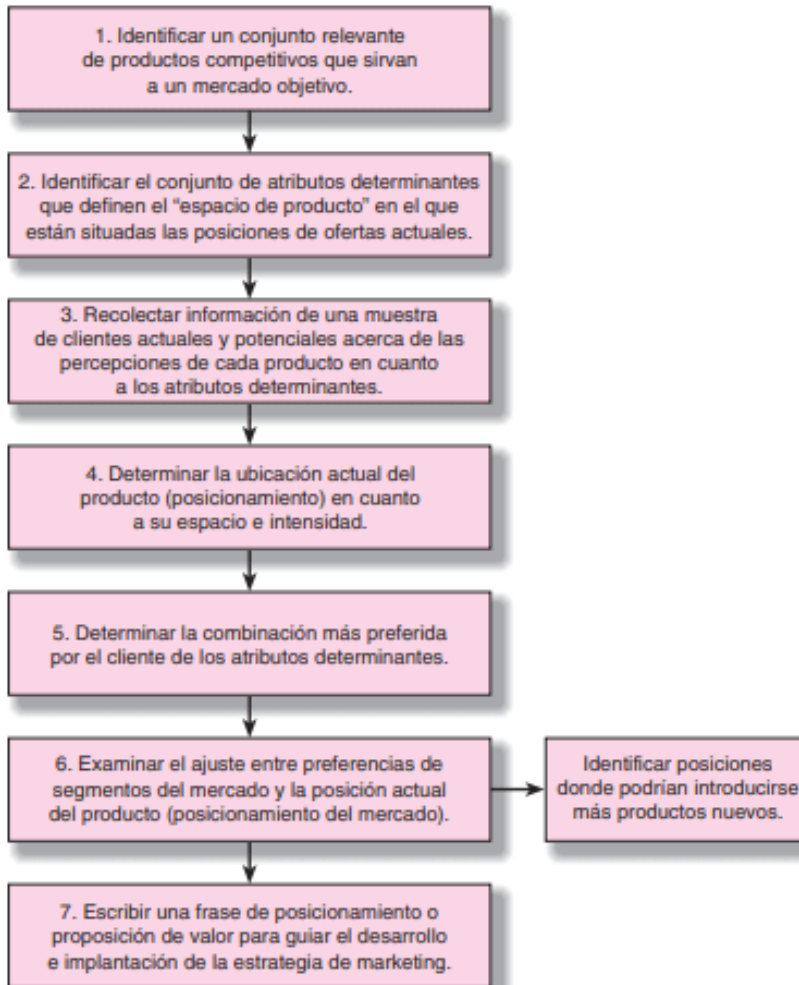 1. Identificar un conjunto relevante
de productos competitivos que sirvan
a un mercado objetivo.
2. Identificar el conjunto de atributos determinantes
que definen el “espacio de producto” en el que
están situadas las posiciones de ofertas actuales.
3. Recolectar información de una muestra
de clientes actuales y potenciales acerca de las
percepciones de cada producto en cuanto
a los atributos determinantes.
4. Determinar la ubicación actual del
producto (posicionamiento) en cuanto
a su espacio e intensidad.
5. Determinar la combinación más preferida
por el cliente de los atributos determinantes.
6. Examinar el ajuste entre preferencias de
segmentos del mercado y la posición actual
del producto (posicionamiento del mercado).
Identificar posiciones
donde podrían introducirse
más productos nuevos.
7. Escribir una frase de posicionamiento o
proposición de valor para guiar el desarrollo
e implantación de la estrategia de marketing.